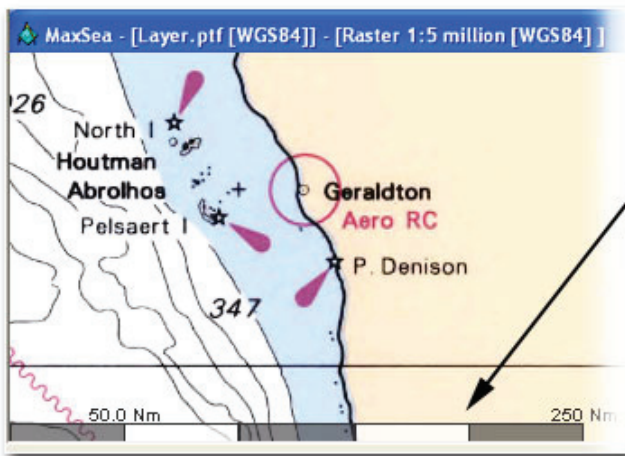 MaxSea - [Layer.ptf [WGS84]] - [Raster 1:5 million [WGS84] ]
026
North I
Houtman
Abrolhos
Geraldton
Pelsaert I
Aero RC
P. Denison
347
50.0 Nm
250 Nm